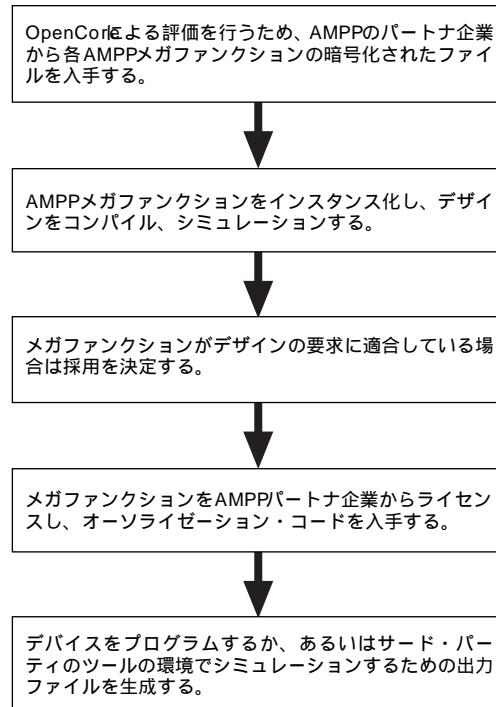 OpenCoreによる評価を行うため、AMPPのパートナ企業
から各AMPPメガファンクションの暗号化されたファイ
ルを入手する。
AMPPメガファンクションをインスタンス化し、デザイ
ンをコンパイル、シミュレーションする。
メガファンクションがデザインの要求に適合している場
合は採用を決定する。
メガファンクションをAMPPパートナ企業からライセン
スし、オーソライゼーション・コードを入手する。
デバイスをプログラムするか、あるいはサード・パー
ティのツールの環境でシミュレーションするための出力
ファイルを生成する。